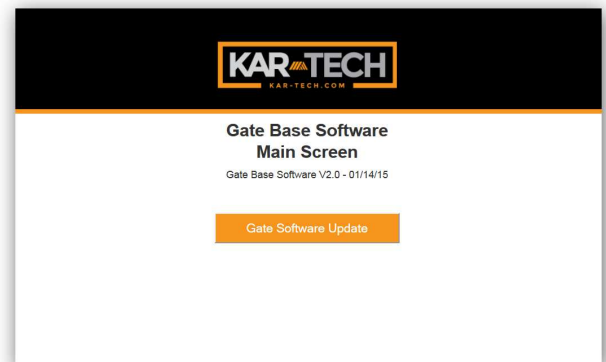 KAR TECH
KAR-TECH.COM
Gate Base Software
Main Screen
Gate Base Software V2.0 - 01/14/15
Gate Software Update